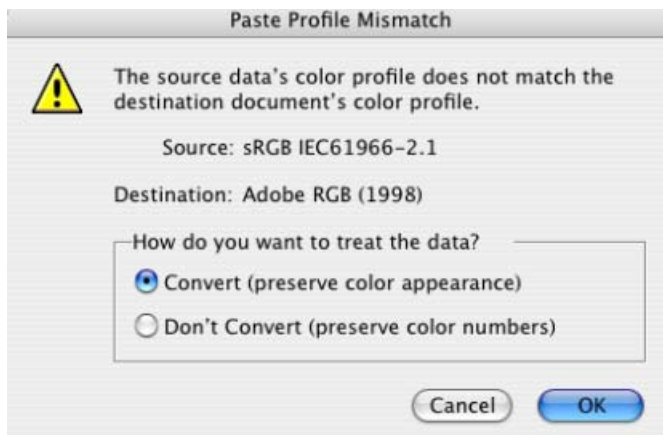 Paste Profile Mismatch
The source data's color profile does not match the
destination document's color profile.
Source: sRGB IEC61966-2.1
Destination: Adobe RGB (1998)
How do you want to treat the data?
Convert (preserve color appearance)
Don't Convert (preserve color numbers)
Cancel
OK